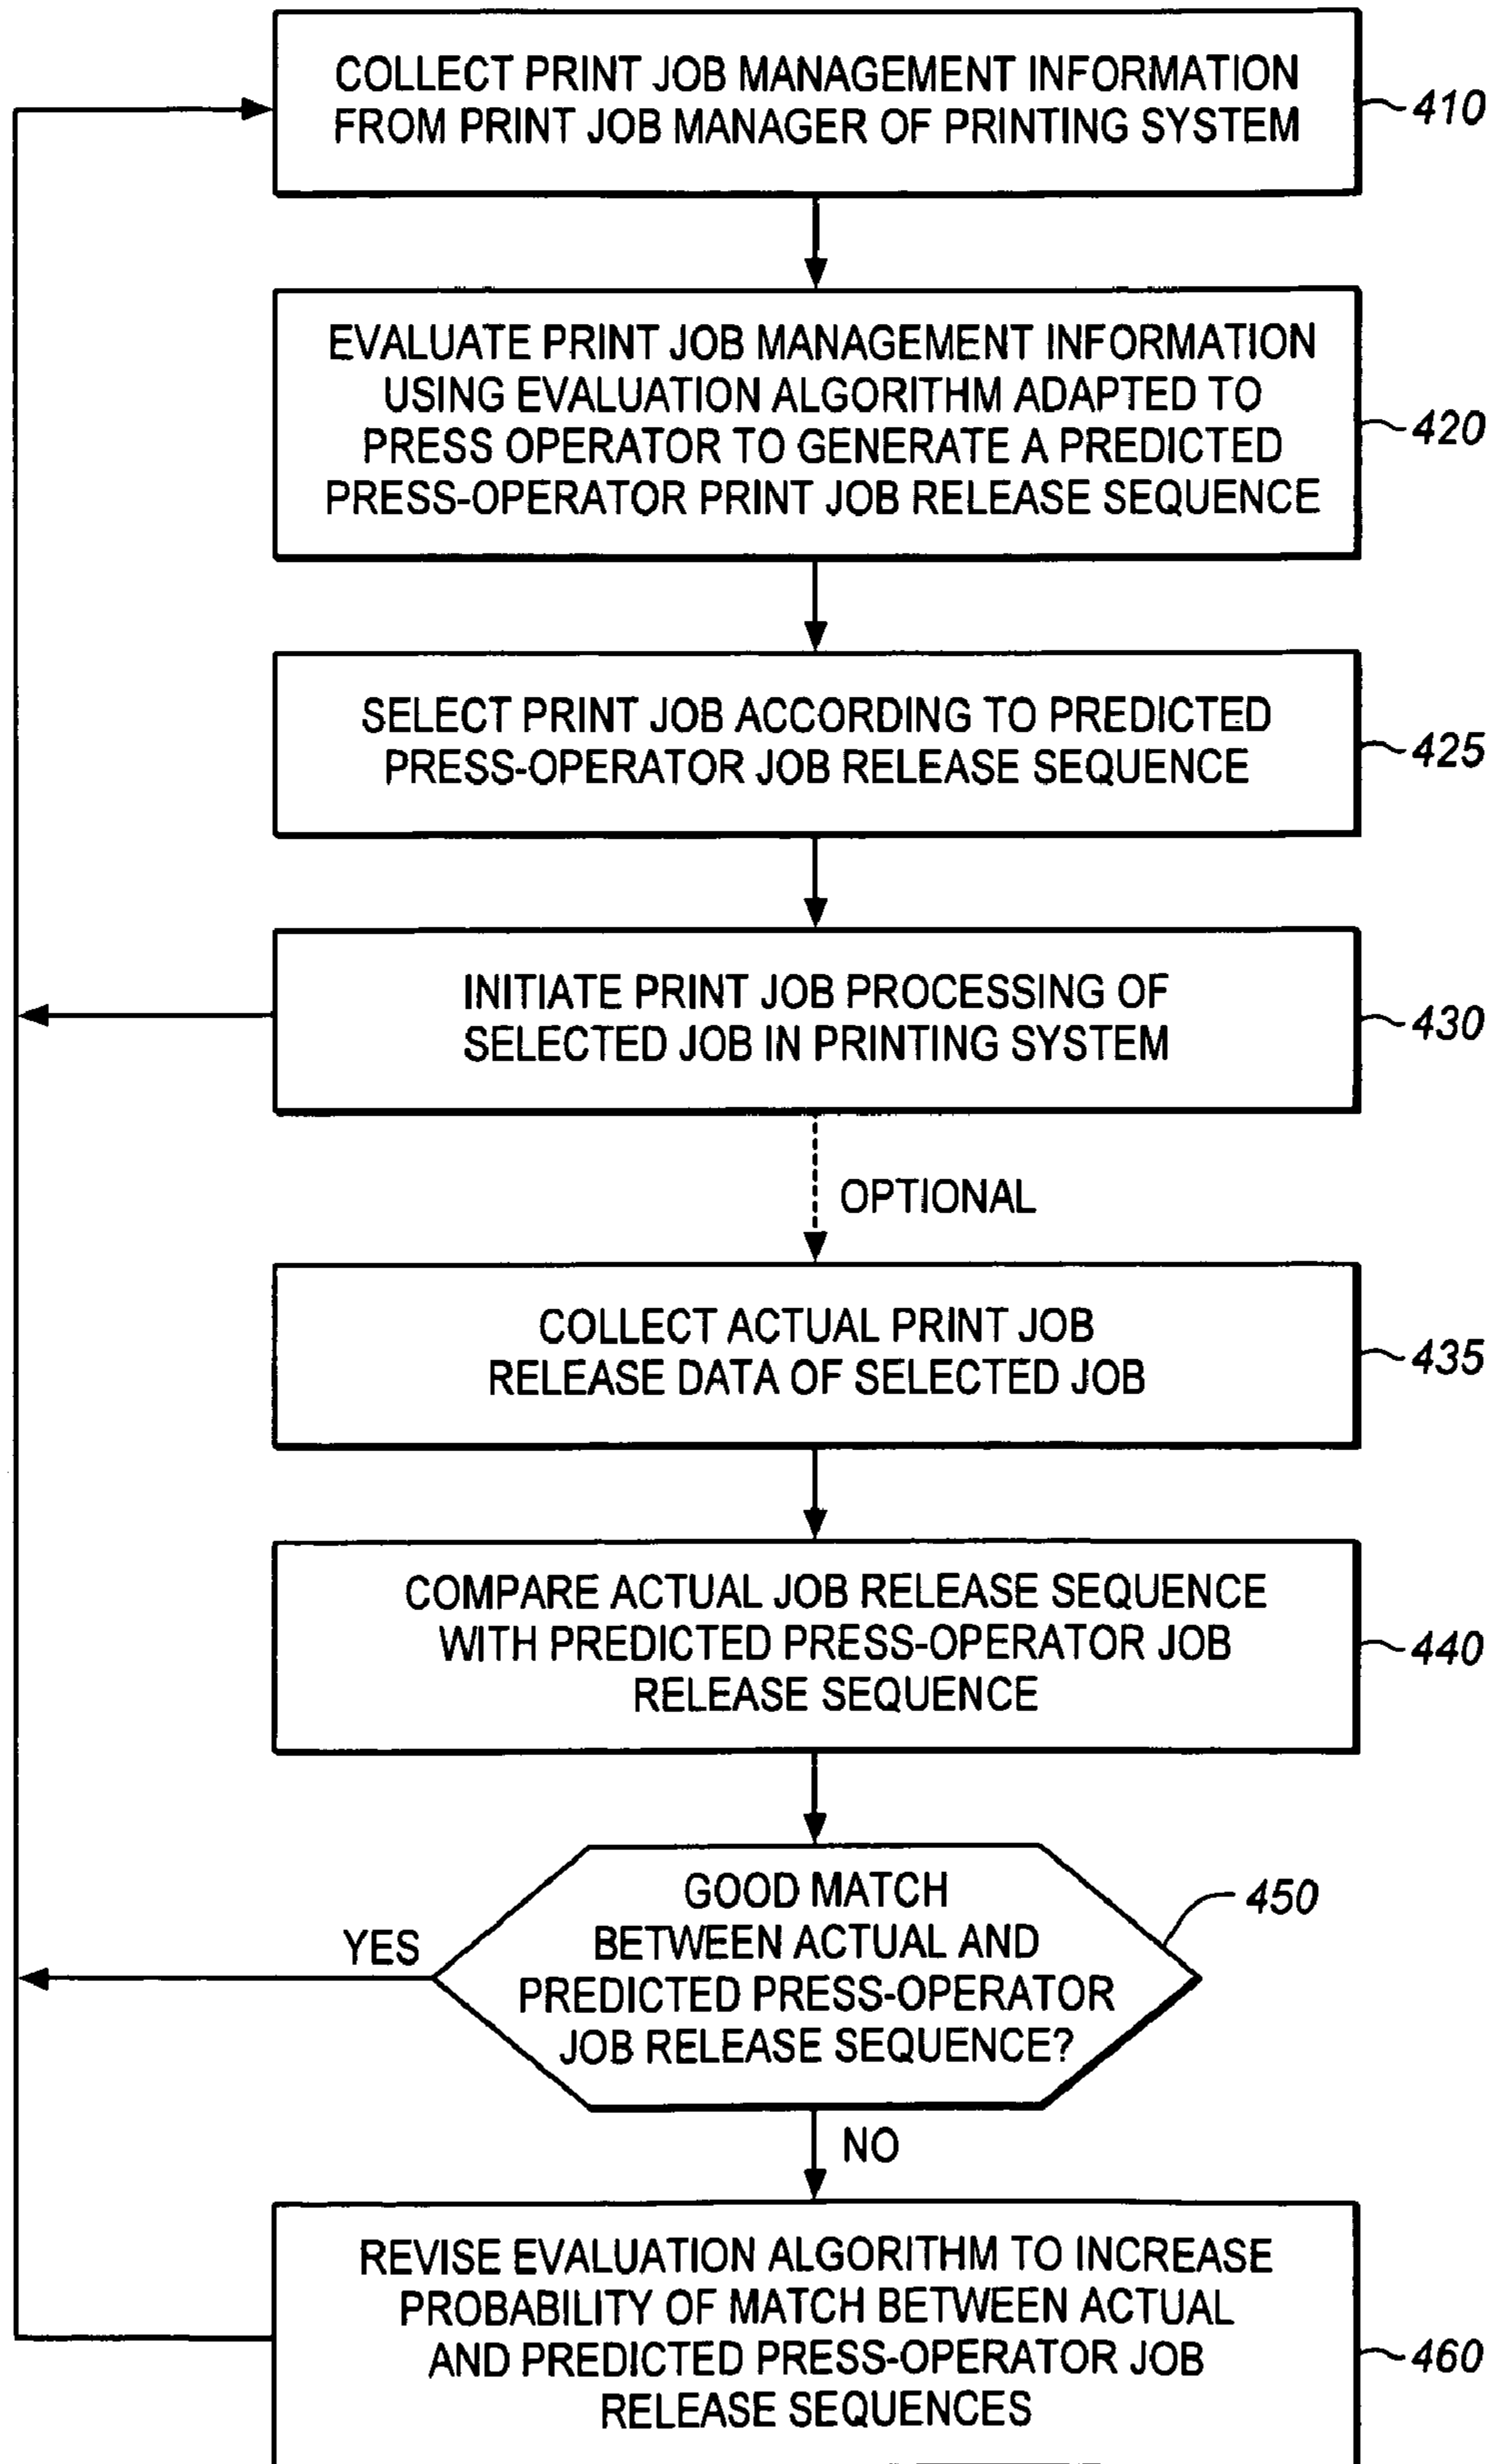 COLLECT PRINT JOB MANAGEMENT INFORMATION
FROM PRINT JOB MANAGER OF PRINTING SYSTEM
410
EVALUATE PRINT JOB MANAGEMENT INFORMATION
USING EVALUATION ALGORITHM ADAPTED TO
PRESS OPERATOR TO GENERATE A PREDICTED
PRESS-OPERATOR PRINT JOB RELEASE SEQUENCE
420
SELECT PRINT JOB ACCORDING TO PREDICTED
PRESS-OPERATOR JOB RELEASE SEQUENCE
425
INITIATE PRINT JOB PROCESSING OF
SELECTED JOB IN PRINTING SYSTEM
430
OPTIONAL
COLLECT ACTUAL PRINT JOB
RELEASE DATA OF SELECTED JOB
435
COMPARE ACTUAL JOB RELEASE SEQUENCE
WITH PREDICTED PRESS-OPERATOR JOB
RELEASE SEQUENCE
440
GOOD MATCH
BETWEEN ACTUAL AND
PREDICTED PRESS-OPERATOR
JOB RELEASE SEQUENCE?
450
YES
NO
REVISE EVALUATION ALGORITHM TO INCREASE
PROBABILITY OF MATCH BETWEEN ACTUAL
AND PREDICTED PRESS-OPERATOR JOB
RELEASE SEQUENCES
460